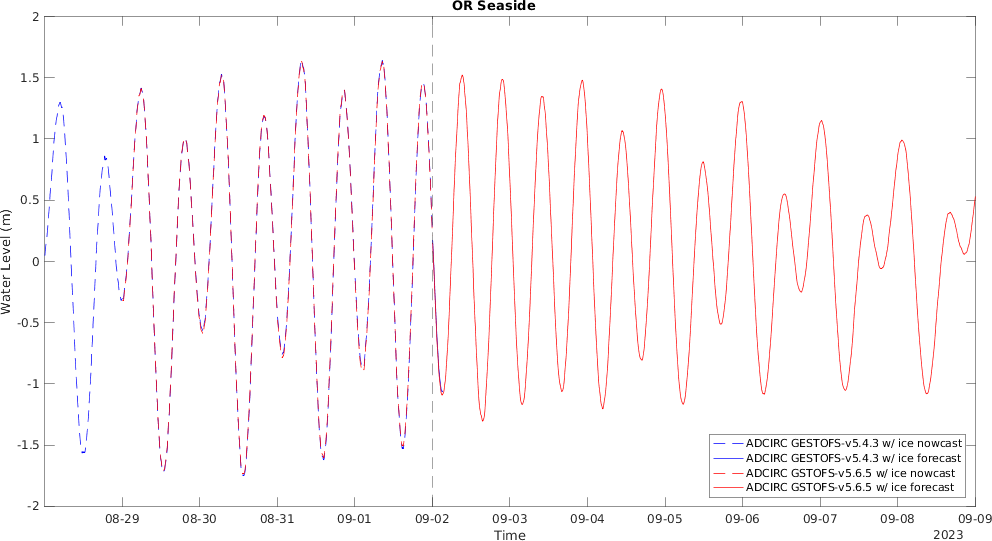 OR Seaside
2
1.5
1
0.5
0
-0.5
-1
-1.5
-2
Water Level (m)
ADCIRC GESTOFS-v5.4.3 w/ ice nowcast
ADCIRC GESTOFS-v5.4.3 w/ ice forecast
ADCIRC GSTOFS-v5.6.5 w/ ice nowcast
ADCIRC GSTOFS-v5.6.5 w/ ice forecast
08-29 08-30 08-31 09-01 09-02 09-03 09-04 09-05 09-06 09-07 09-08 09-09
Time
2023